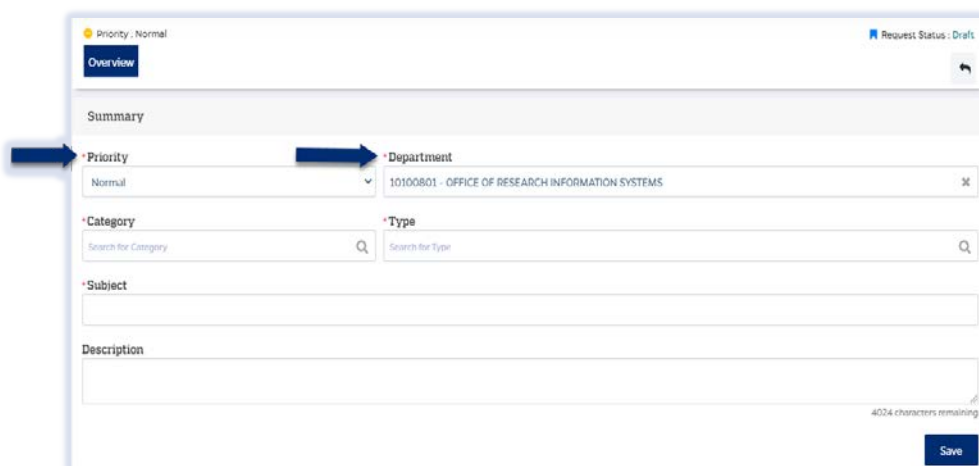 Priority : Normal
Request Status : Draft
Overview
Summary
*Priority
*Department
Normal
10100801 - OFFICE OF RESEARCH INFORMATION SYSTEMS
*Category
*Type
Search for Category
Search for Type
*Subject
Description
4024 characters remaining
Save